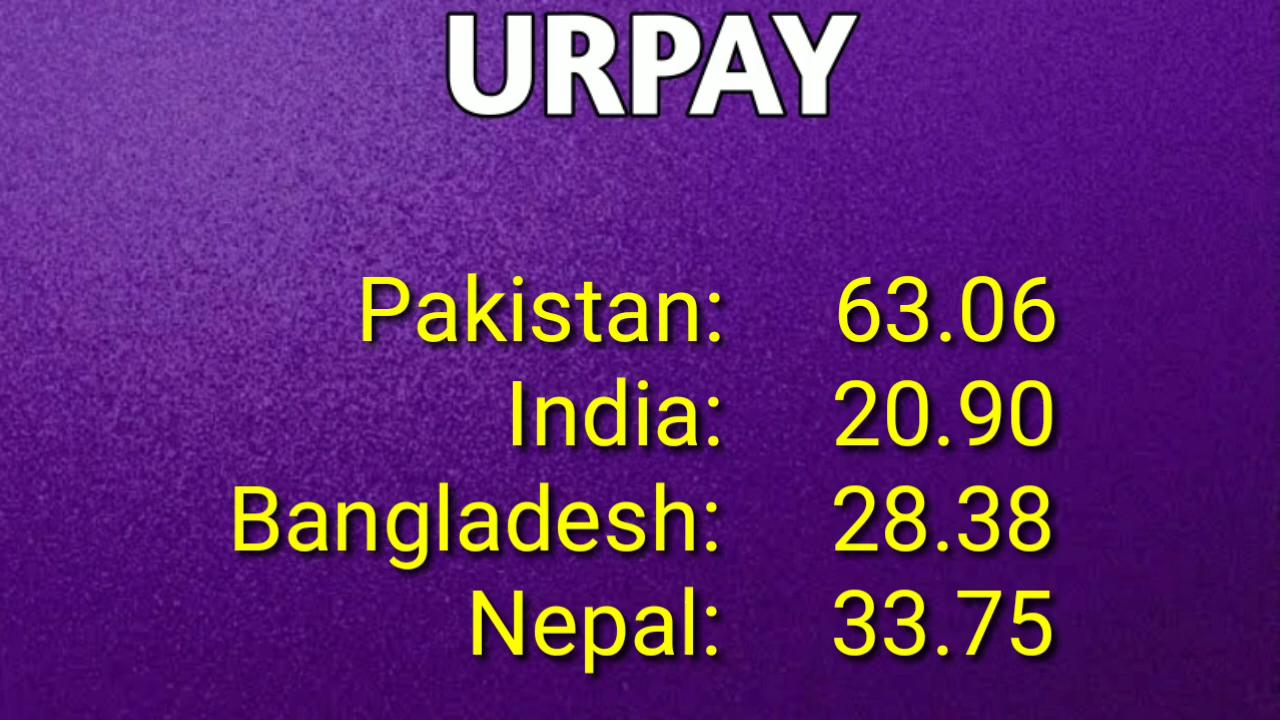 URPAY
Pakistan: 63.06
India: 20.90
Bangladesh: 28.38
Nepal: 33.75